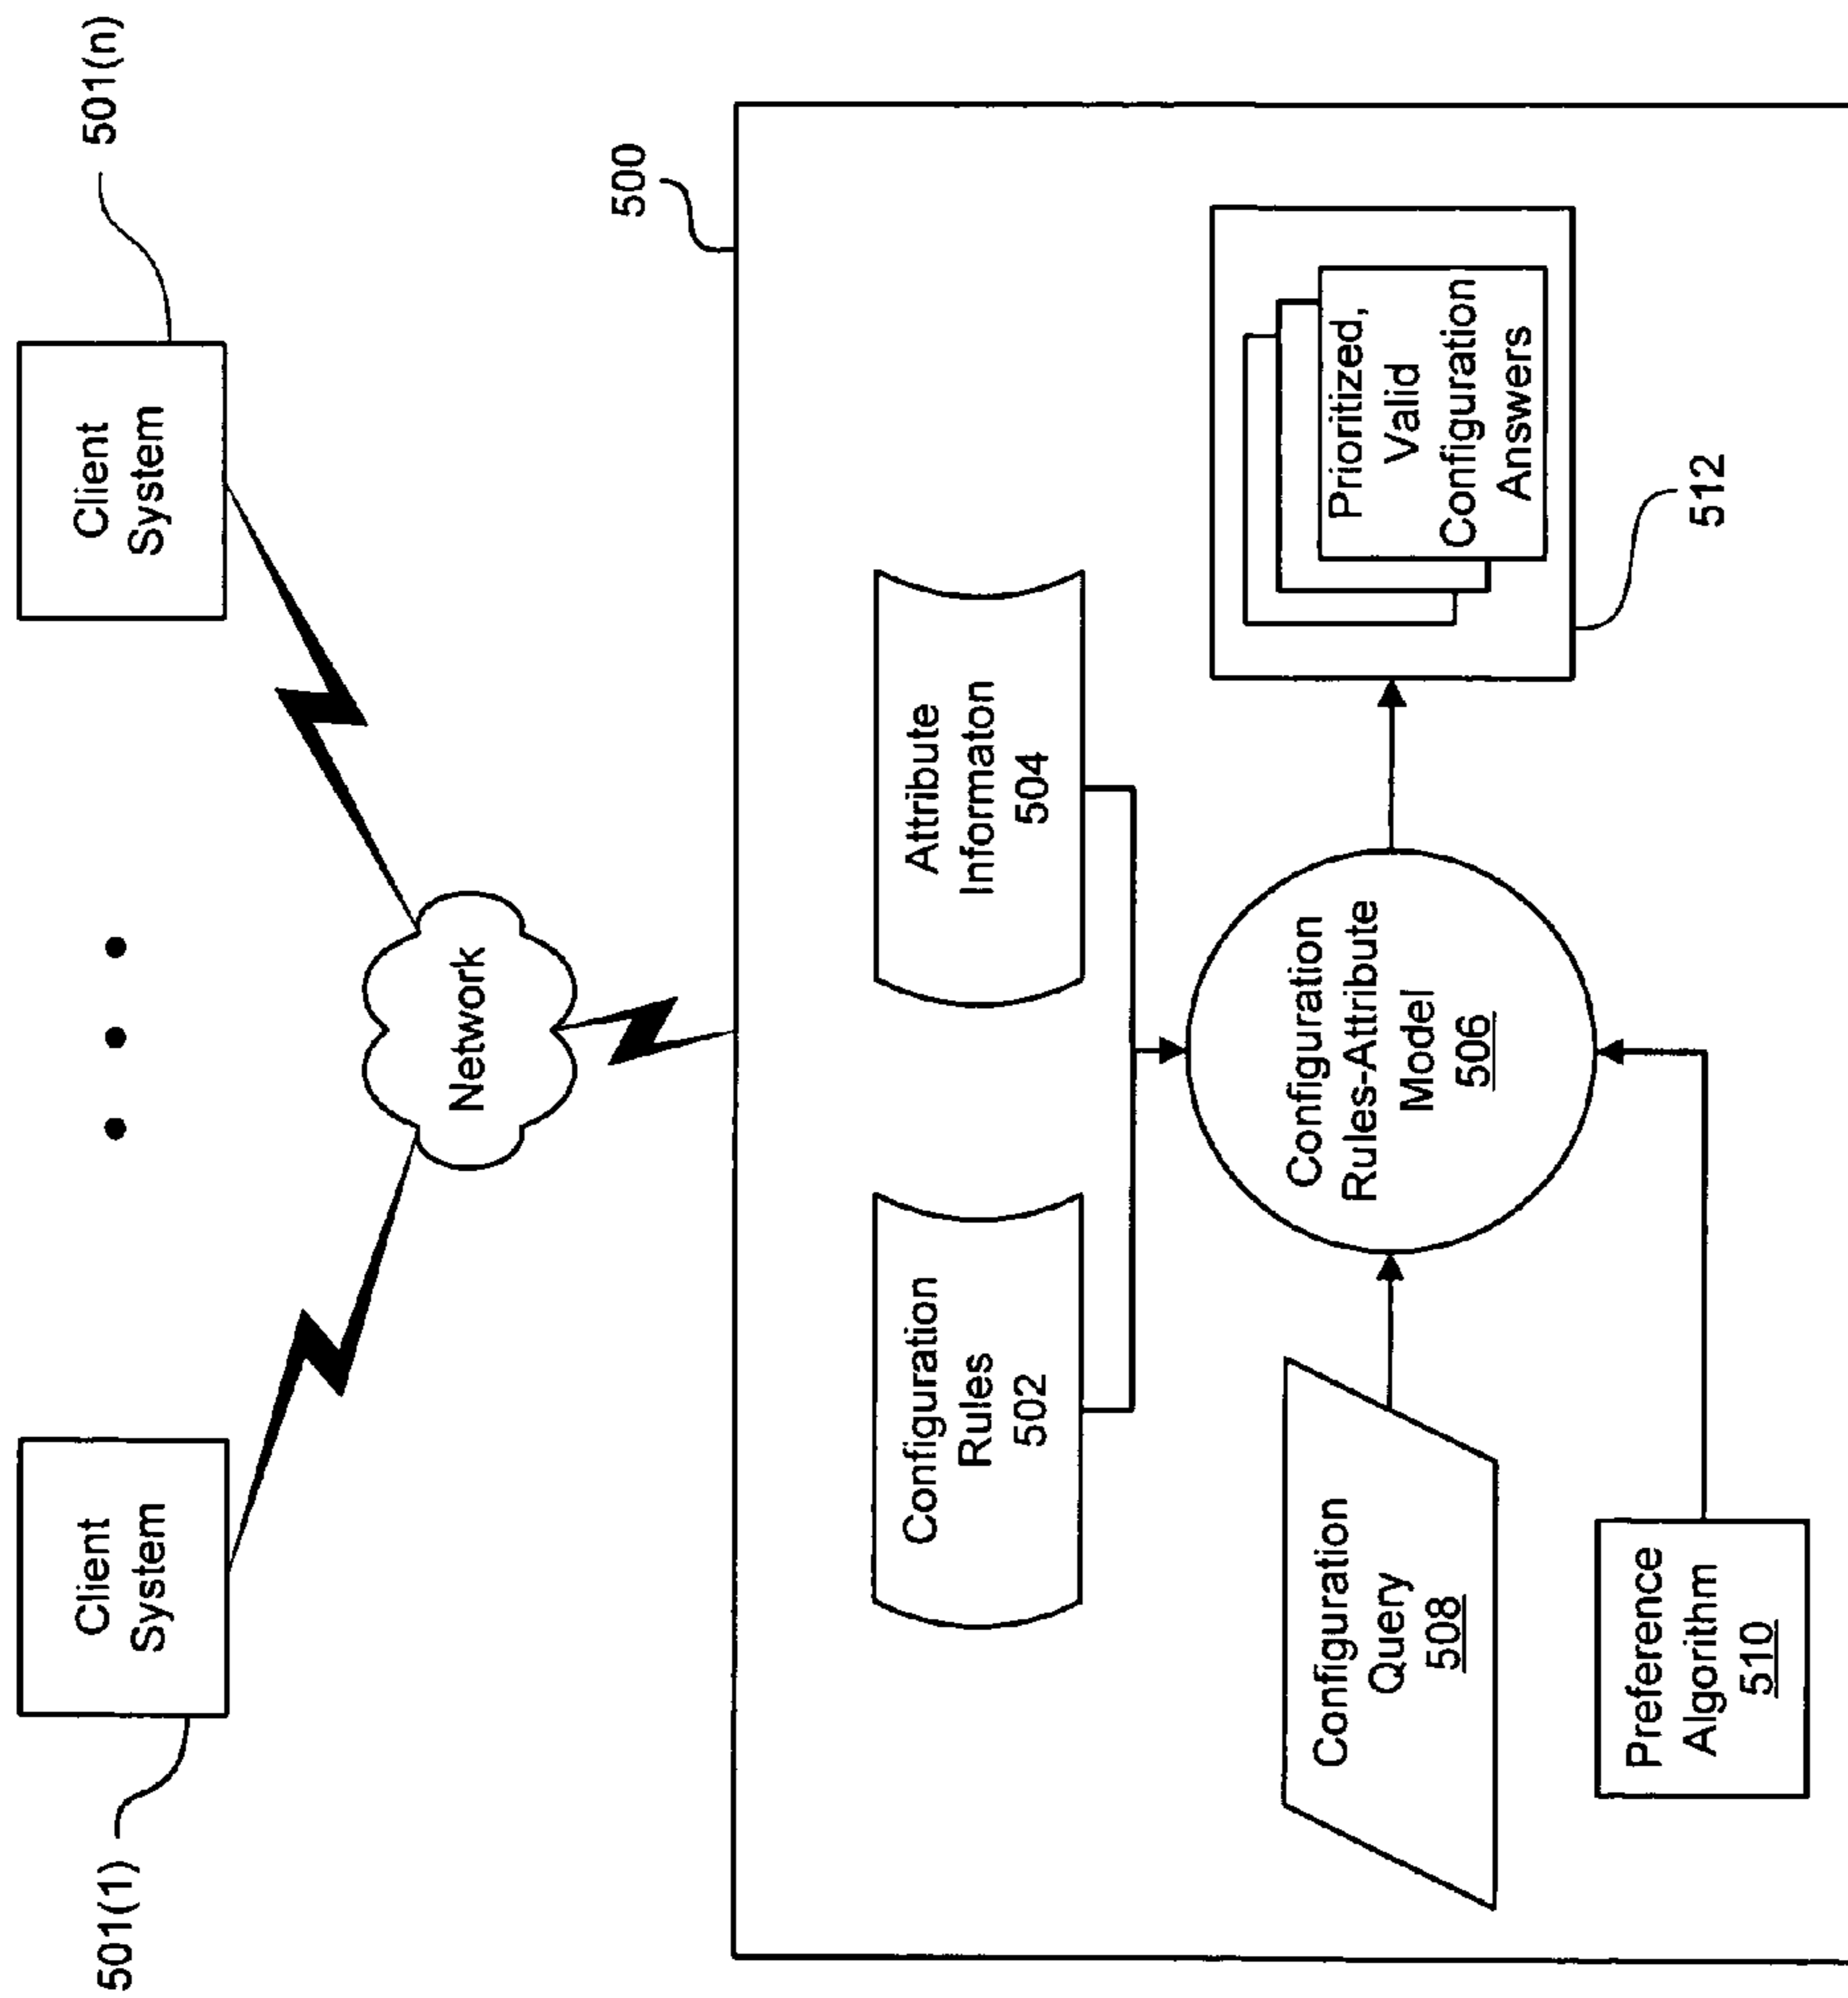 501(1)
Client
System
Client
System
501(n)
Network
500
Configuration
Rules
502
Attribute
Informaton
504
Configuration
Query
508
Configuration
Rules-Attribute
Model
506
Prioritized,
Valid
Configuration
Answers
512
Preference
Algorithm
510